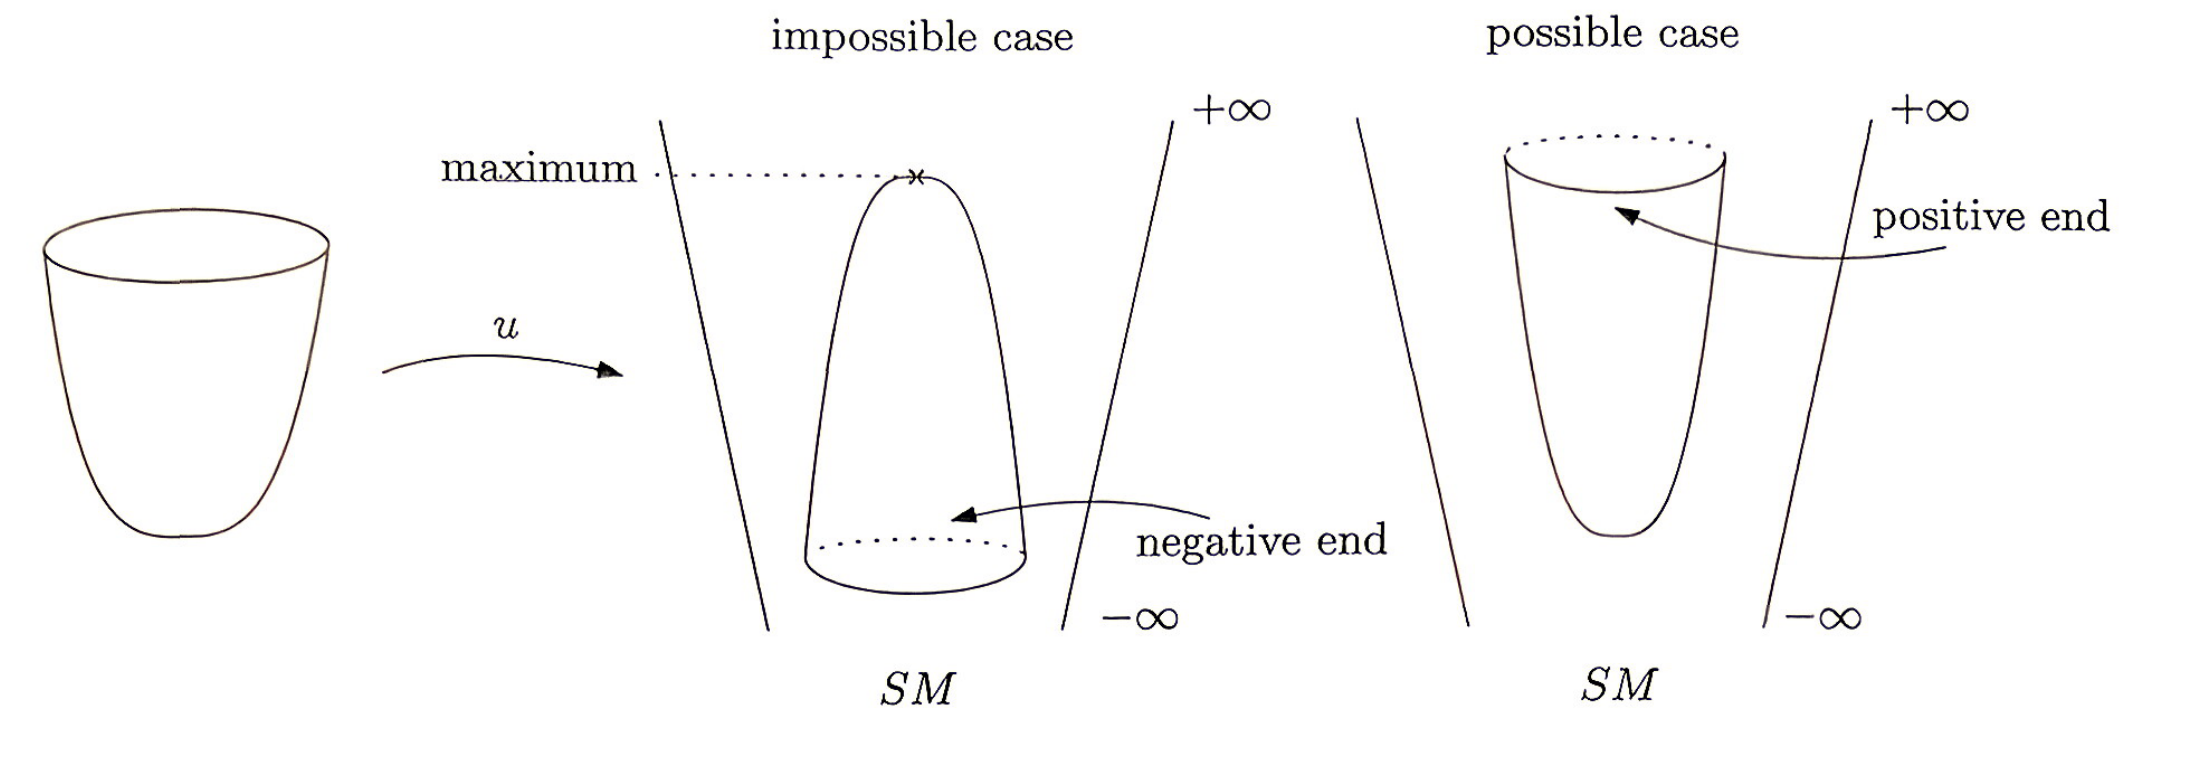 impossible case
possible case
+∞
+∞
maximum
positive end
u
negative end
−∞
−∞
SM
SM